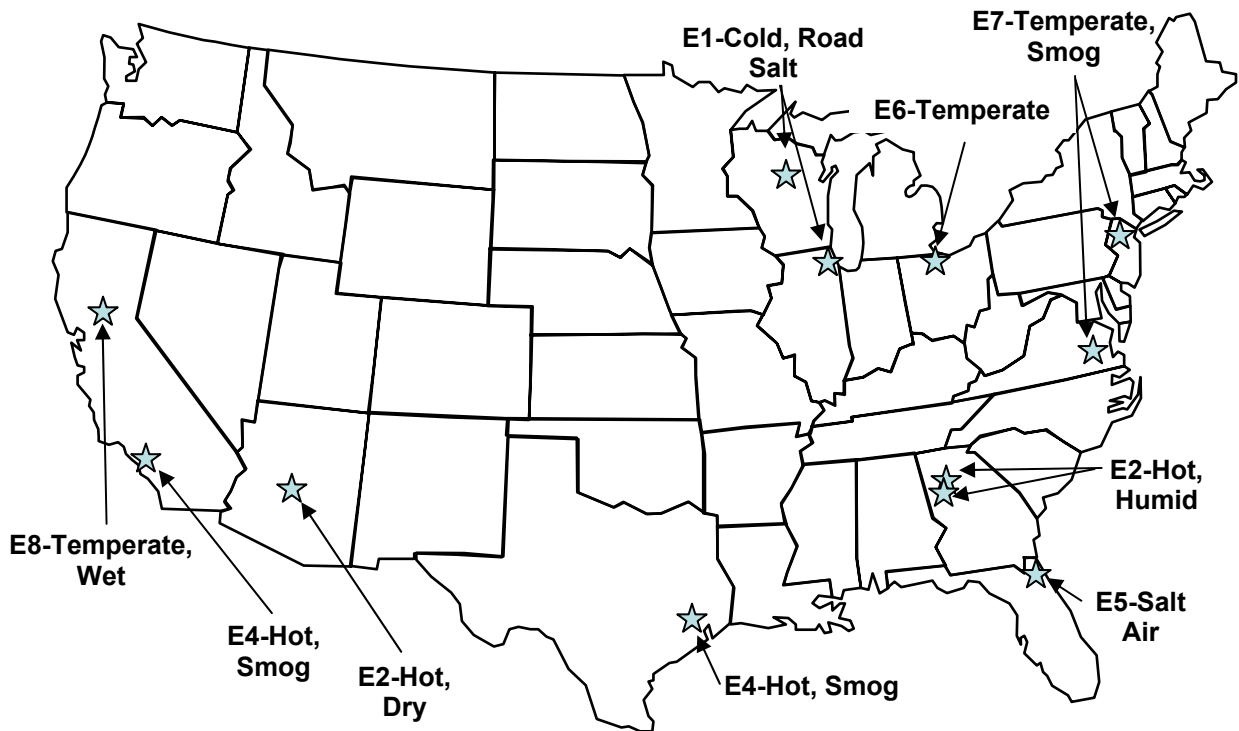 E7-Temperate,
Smog
E1-Cold, Road
Salt
E6-Temperate
E2-Hot,
Humid
E8-Temperate,
Wet
E5-Salt
Air
E4-Hot,
Smog
E2-Hot,
Dry
E4-Hot, Smog